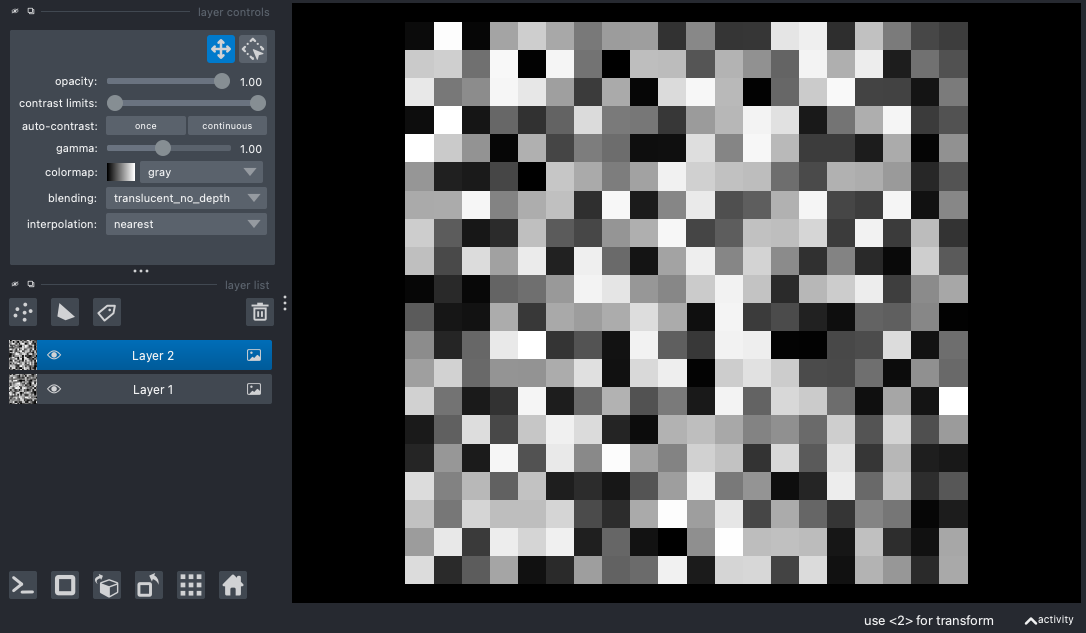 layer controls
opacity: 1.00
contrast limits:
auto-contrast: once continuous
gamma: 1.00
colormap: gray
blending: translucent_no_depth
interpolation: nearest
layer list
Layer 2
Layer 1
use <2> for transform activity